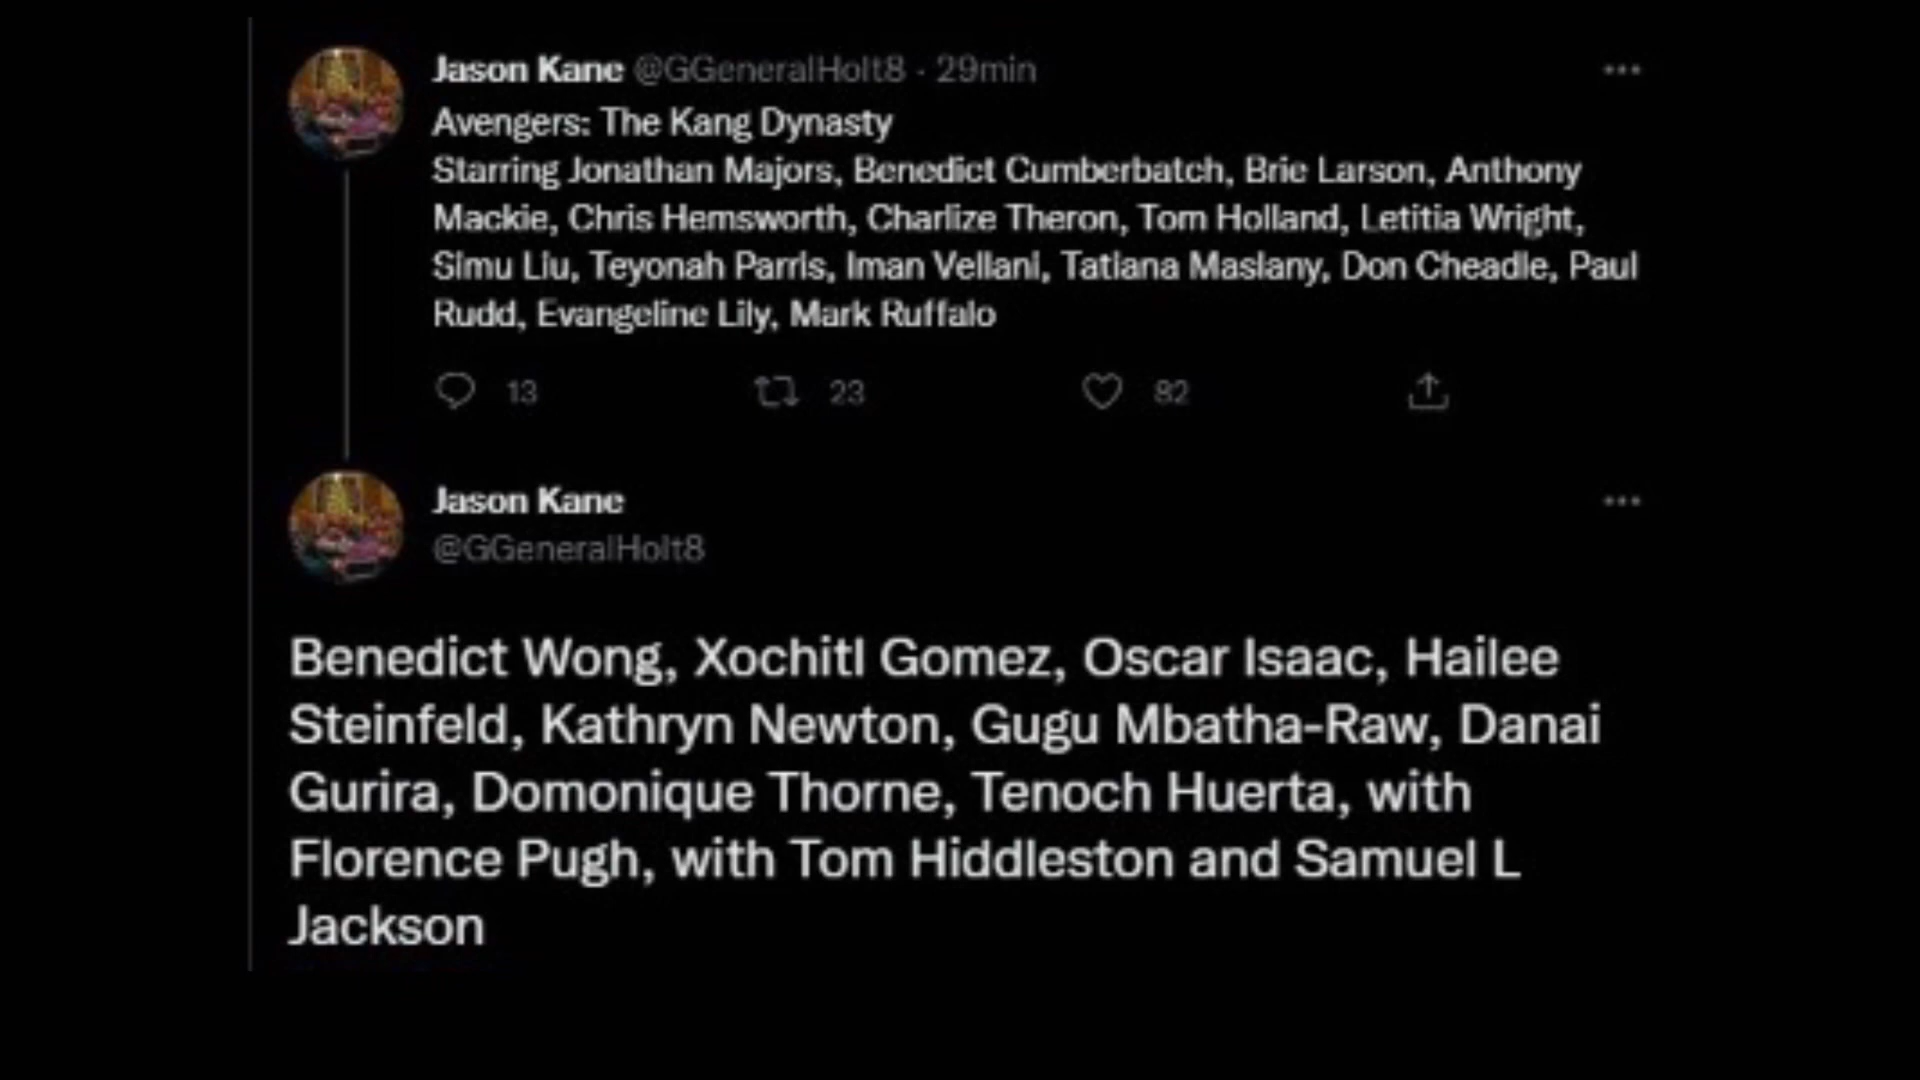 Jason Kane @GGeneralHolt8 · 29min
Avengers: The Kang Dynasty
Starring Jonathan Majors, Benedict Cumberbatch, Brie Larson, Anthony
Mackie, Chris Hemsworth, Charlize Theron, Tom Holland, Letitia Wright,
Simu Liu, Teyonah Parris, Iman Vellani, Tatiana Maslany, Don Cheadle, Paul
Rudd, Evangeline Lily, Mark Ruffalo
13 23 82
Jason Kane
@GGeneralHolt8
Benedict Wong, Xochitl Gomez, Oscar Isaac, Hailee
Steinfeld, Kathryn Newton, Gugu Mbatha-Raw, Danai
Gurira, Domonique Thorne, Tenoch Huerta, with
Florence Pugh, with Tom Hiddleston and Samuel L
Jackson